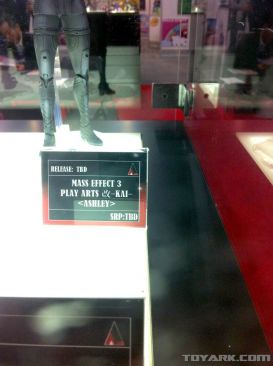 RELEASE: TBD
MASS EFFECT 3
PLAY ARTS 改 -KAI-
<ASHLEY>
SRP:TBD
TOYARK.COM